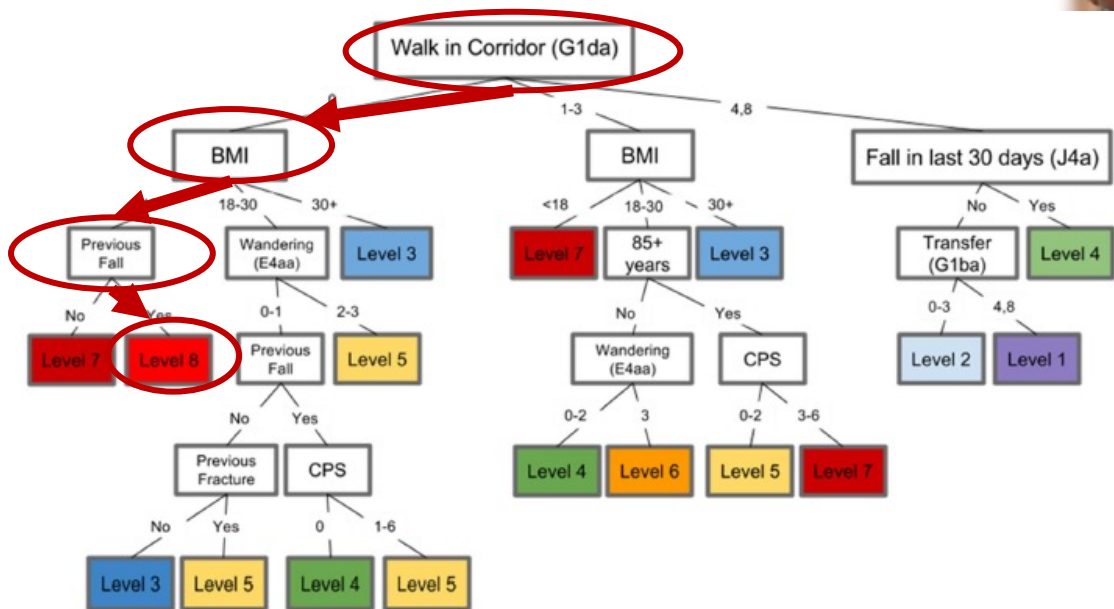 Walk in Corridor (G1da)
1-3
4,8
BMI
BMI
Fall in last 30 days (J4a)
18-30
30+
<18
18-30
30+
No
Yes
Previous
Fall
Wandering
(E4aa)
Level 3
Level 7
85+
years
Level 3
Transfer
(G1ba)
Level 4
No
Yes
0-1
2-3
No
Yes
0-3
4,8
Level 7
Level 8
Previous
Fall
Level 5
Wandering
(E4aa)
CPS
Level 2
Level 1
No
Yes
0-2
3
0-2
3-6
Previous
Fracture
CPS
Level 4
Level 6
Level 5
Level 7
No
Yes
0
1-6
Level 3
Level 5
Level 4
Level 5